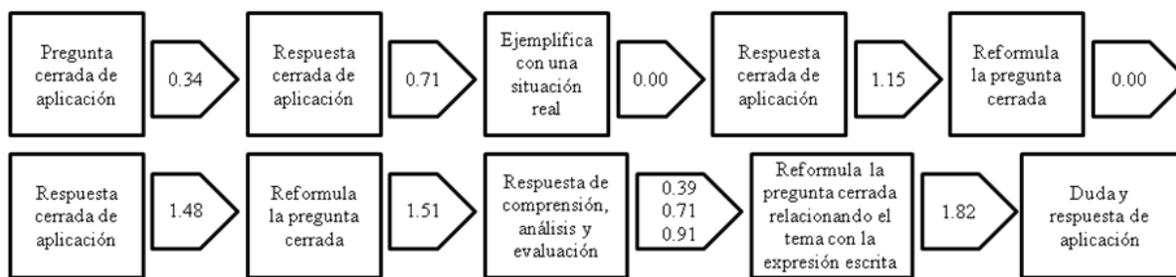 Pregunta
cerrada de
aplicación
0.34
Respuesta
cerrada de
aplicación
0.71
Ejemplifica
con una
situación
real
0.00
Respuesta
cerrada de
aplicación
1.15
Reformula
la pregunta
cerrada
0.00
Respuesta
cerrada de
aplicación
1.48
Reformula
la pregunta
cerrada
1.51
Respuesta de
comprensión,
análisis y
evaluación
0.39
0.71
0.91
Reformula la
pregunta cerrada
relacionando el
tema con la
expresión escrita
1.82
Duda y
respuesta de
aplicación